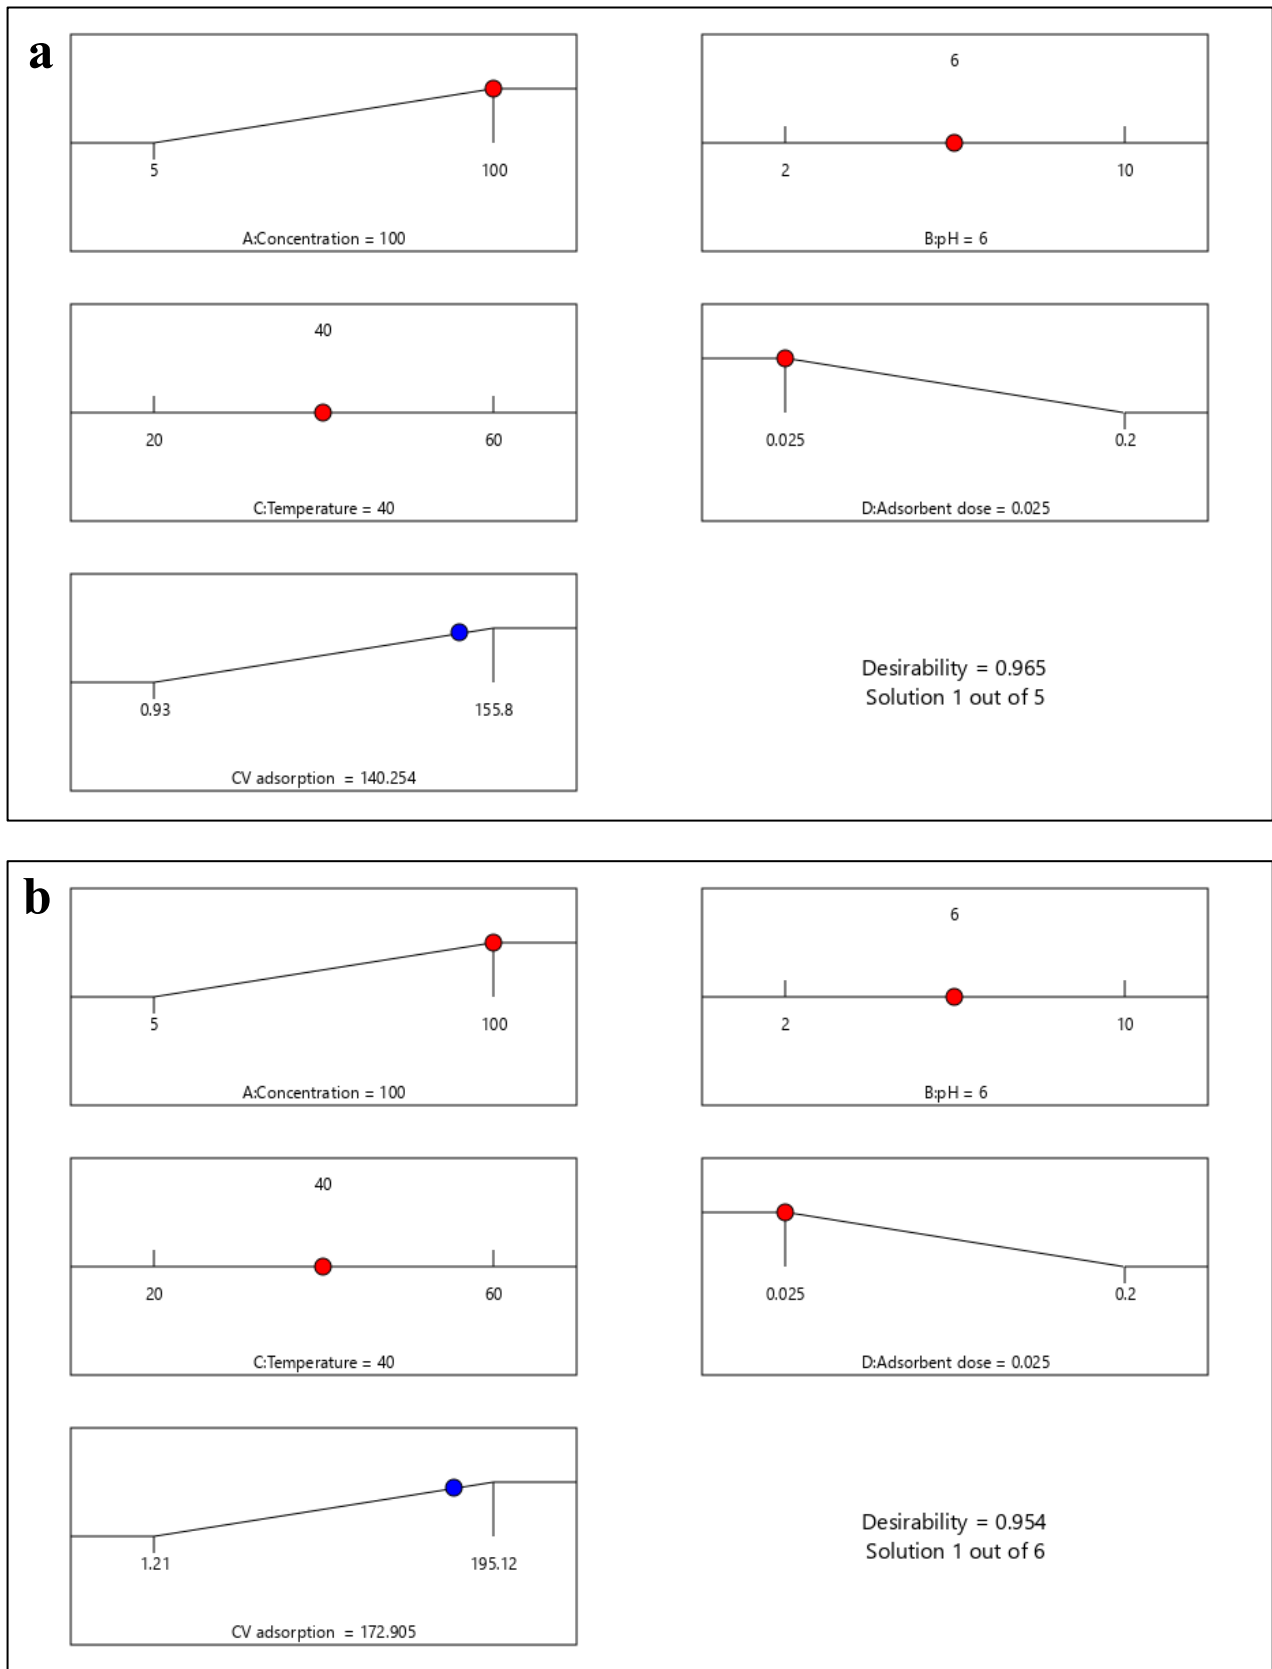 a
5
100
A:Concentration = 100
6
2
10
B:pH = 6
40
20
60
C:Temperature = 40
0.025
0.2
D:Adsorbent dose = 0.025
0.93
155.8
CV adsorption = 140.254
Desirability = 0.965
Solution 1 out of 5
b
5
100
A:Concentration = 100
6
2
10
B:pH = 6
40
20
60
C:Temperature = 40
0.025
0.2
D:Adsorbent dose = 0.025
1.21
195.12
CV adsorption = 172.905
Desirability = 0.954
Solution 1 out of 6